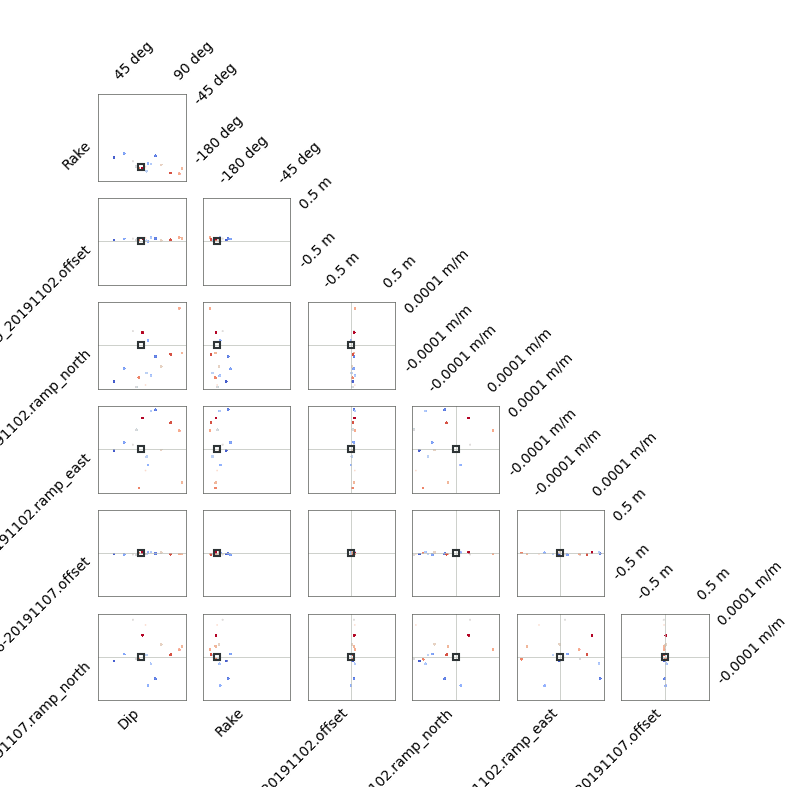 45 deg
90 deg
-45 deg
-180 deg
Rake
-180 deg
-45 deg
0.5 m
-0.5 m
_20191102.offset
-0.5 m
0.5 m
0.0001 m/m
-0.0001 m/m
1102.ramp_north
-0.0001 m/m
0.0001 m/m
0.0001 m/m
-0.0001 m/m
191102.ramp_east
-0.0001 m/m
0.0001 m/m
0.5 m
-0.5 m
-20191107.offset
-0.5 m
0.5 m
0.0001 m/m
-0.0001 m/m
01107.ramp_north
Dip
Rake
20191102.offset
102.ramp_north
1102.ramp_east
20191107.offset